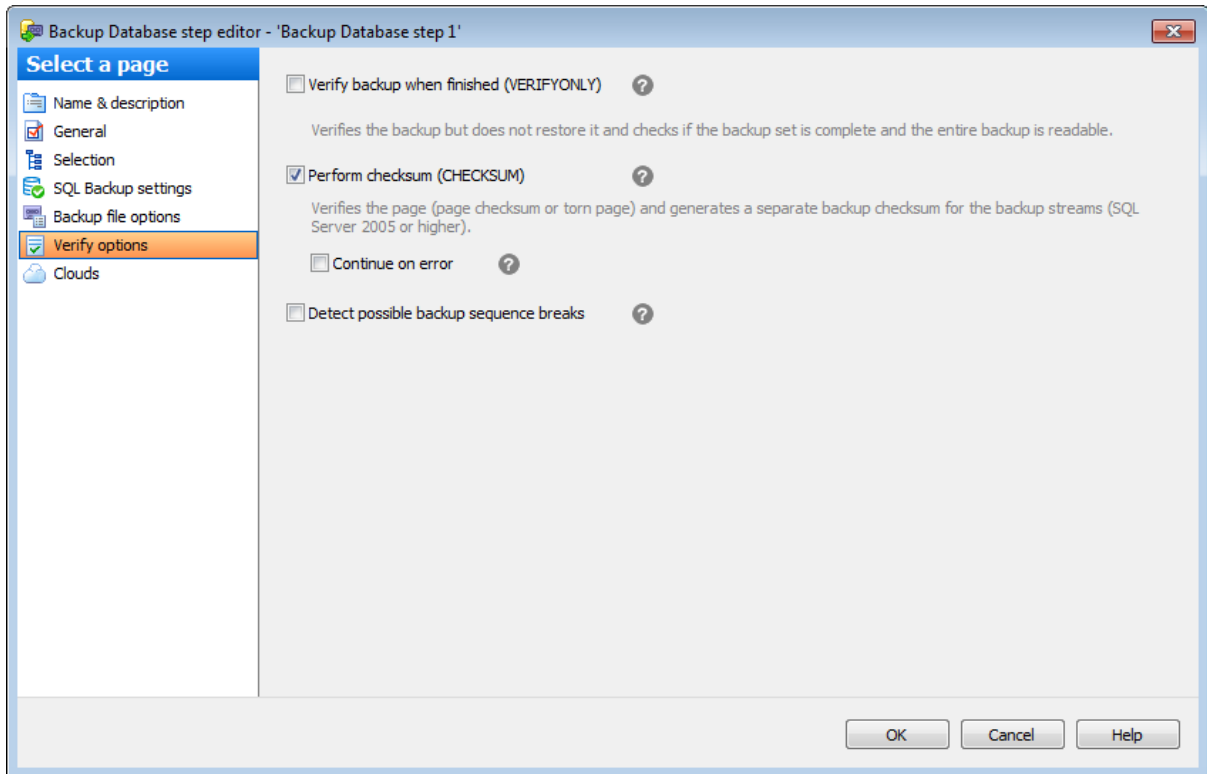 Backup Database step editor - 'Backup Database step 1'
Select a page
Name & description
General
Selection
SQL Backup settings
Backup file options
Verify options
Clouds
Verify backup when finished (VERIFYONLY)
?
Verifies the backup but does not restore it and checks if the backup set is complete and the entire backup is readable.
Perform checksum (CHECKSUM)
?
Verifies the page (page checksum or torn page) and generates a separate backup checksum for the backup streams (SQL
Server 2005 or higher).
Continue on error
?
Detect possible backup sequence breaks
?
OK
Cancel
Help